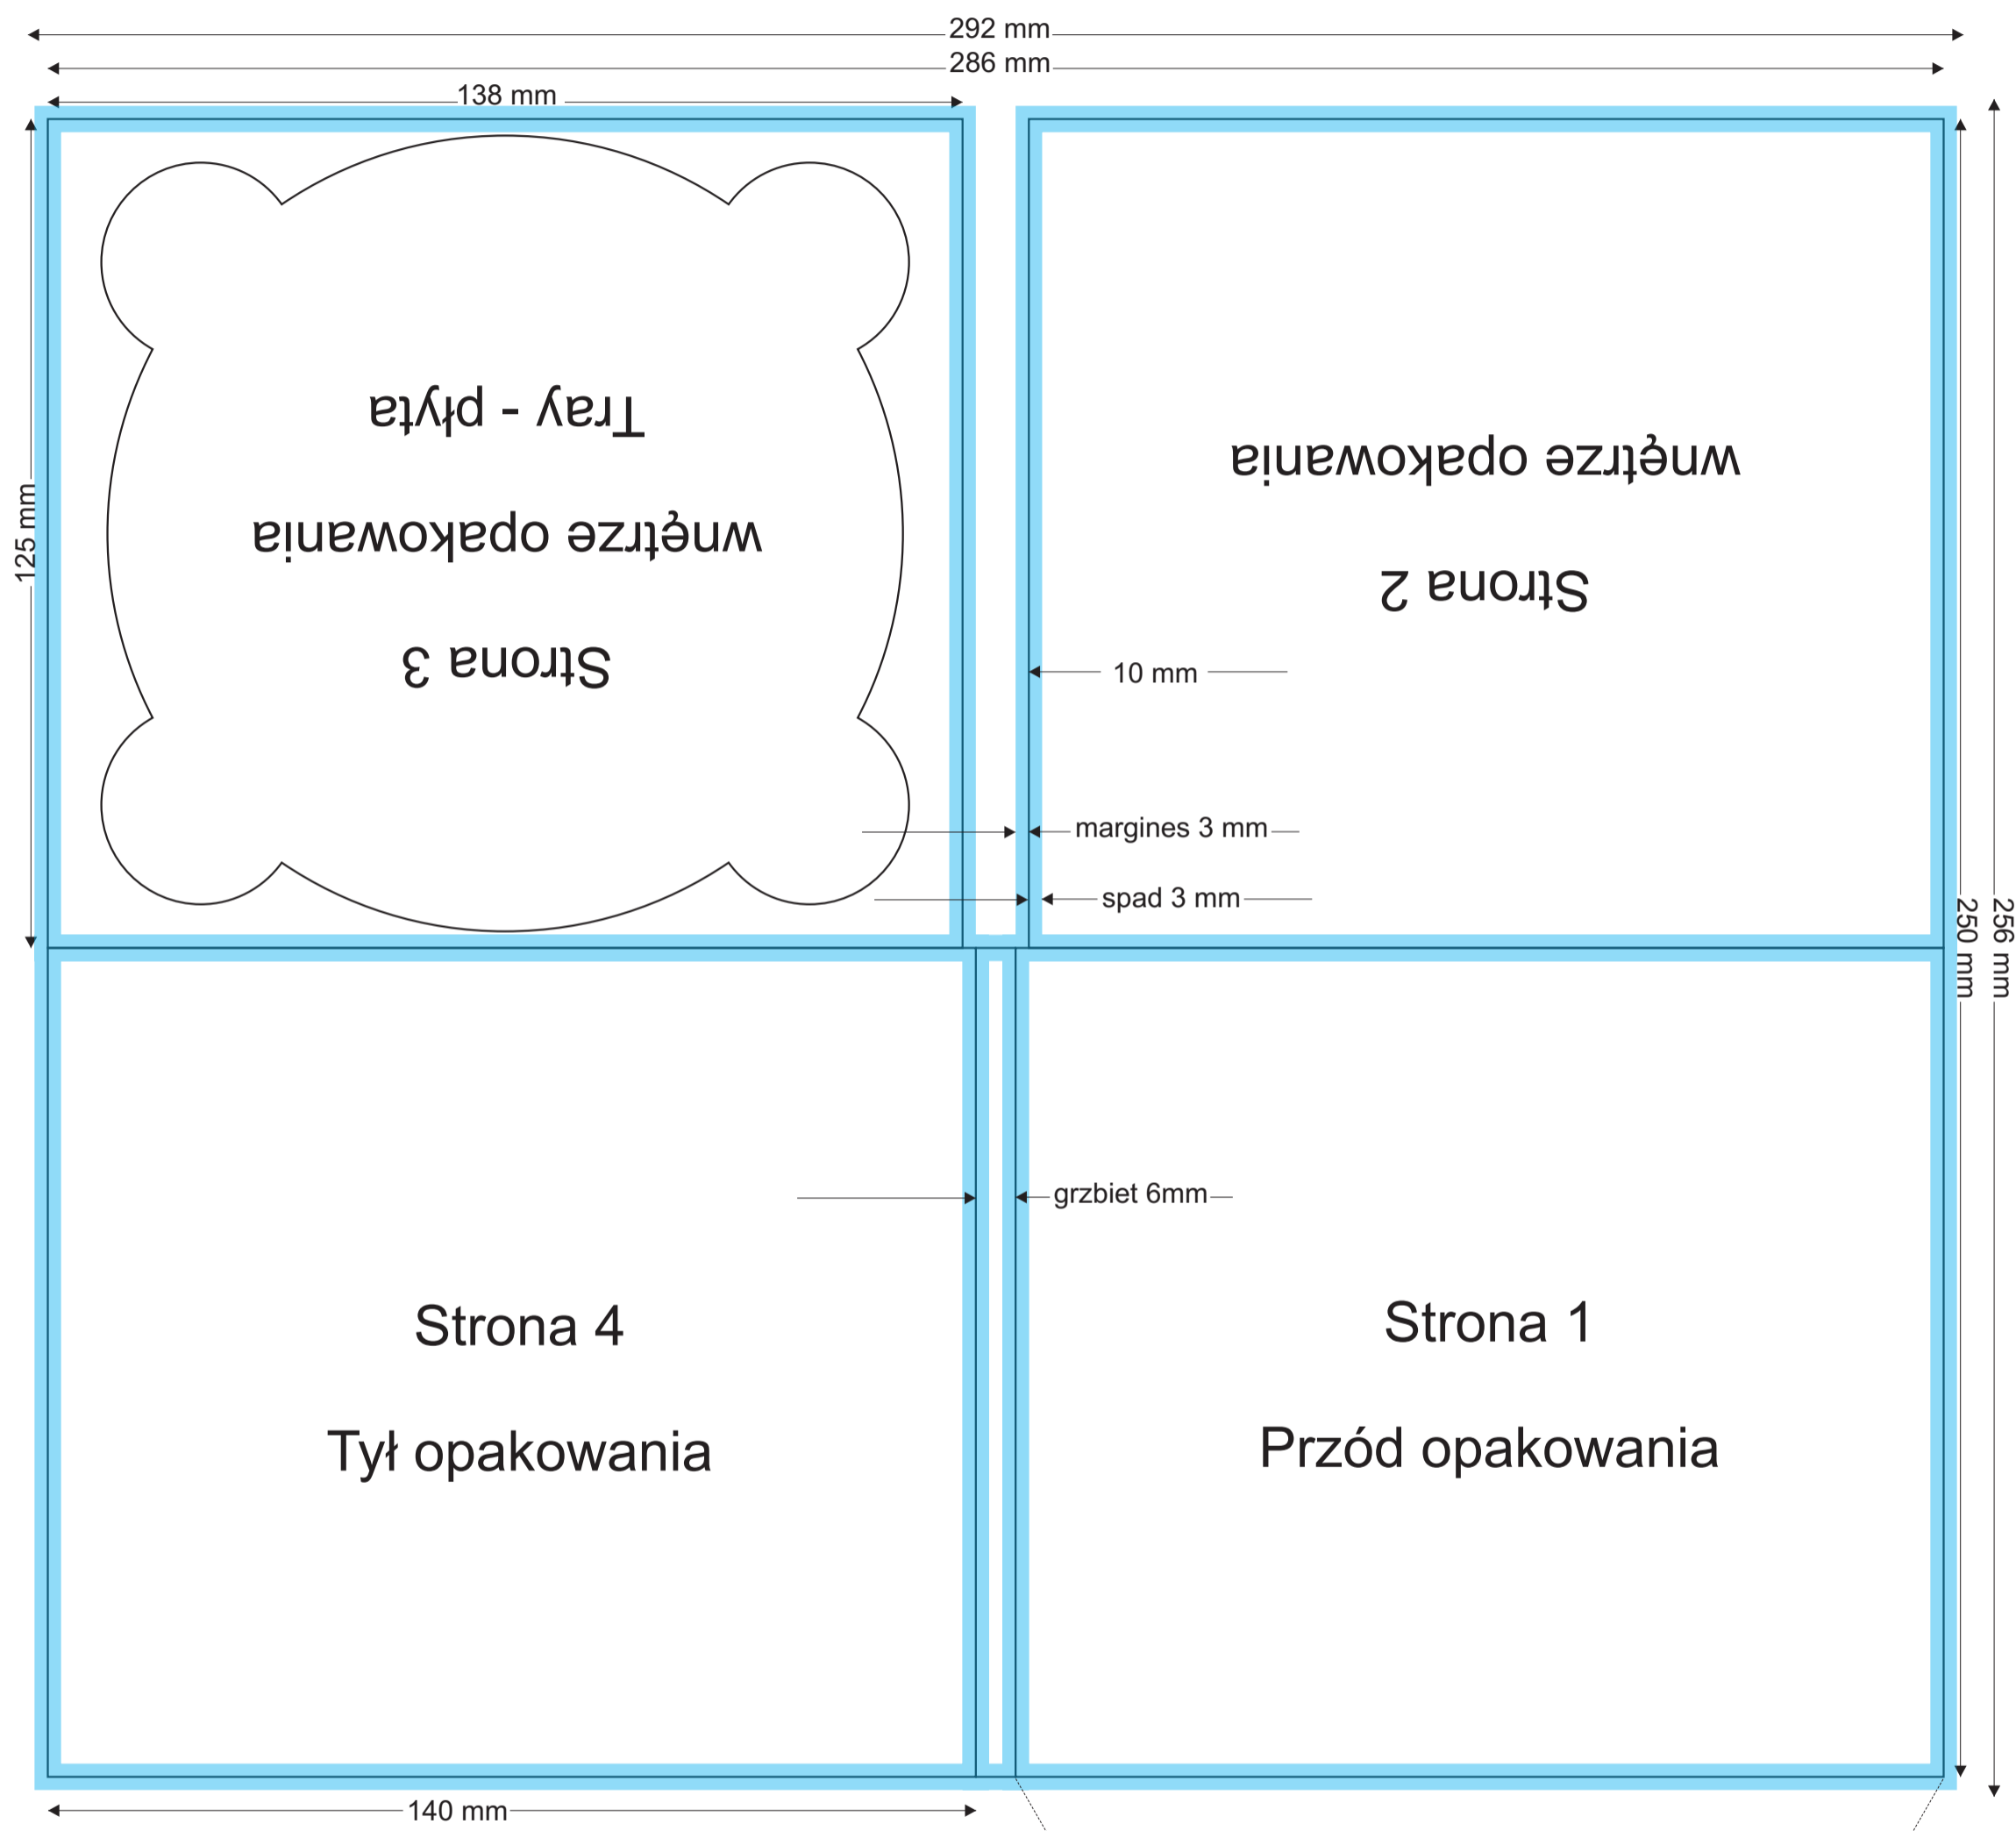 292 mm
286 mm
138 mm
125 mm
Tray - płyta
wnętrze opakowania
Strona 3
wnętrze opakowania
Strona 2
10 mm
margines 3 mm
spad 3 mm
250 mm
256 mm
grzbiet 6mm
Strona 4
Tył opakowania
Strona 1
Przód opakowania
140 mm